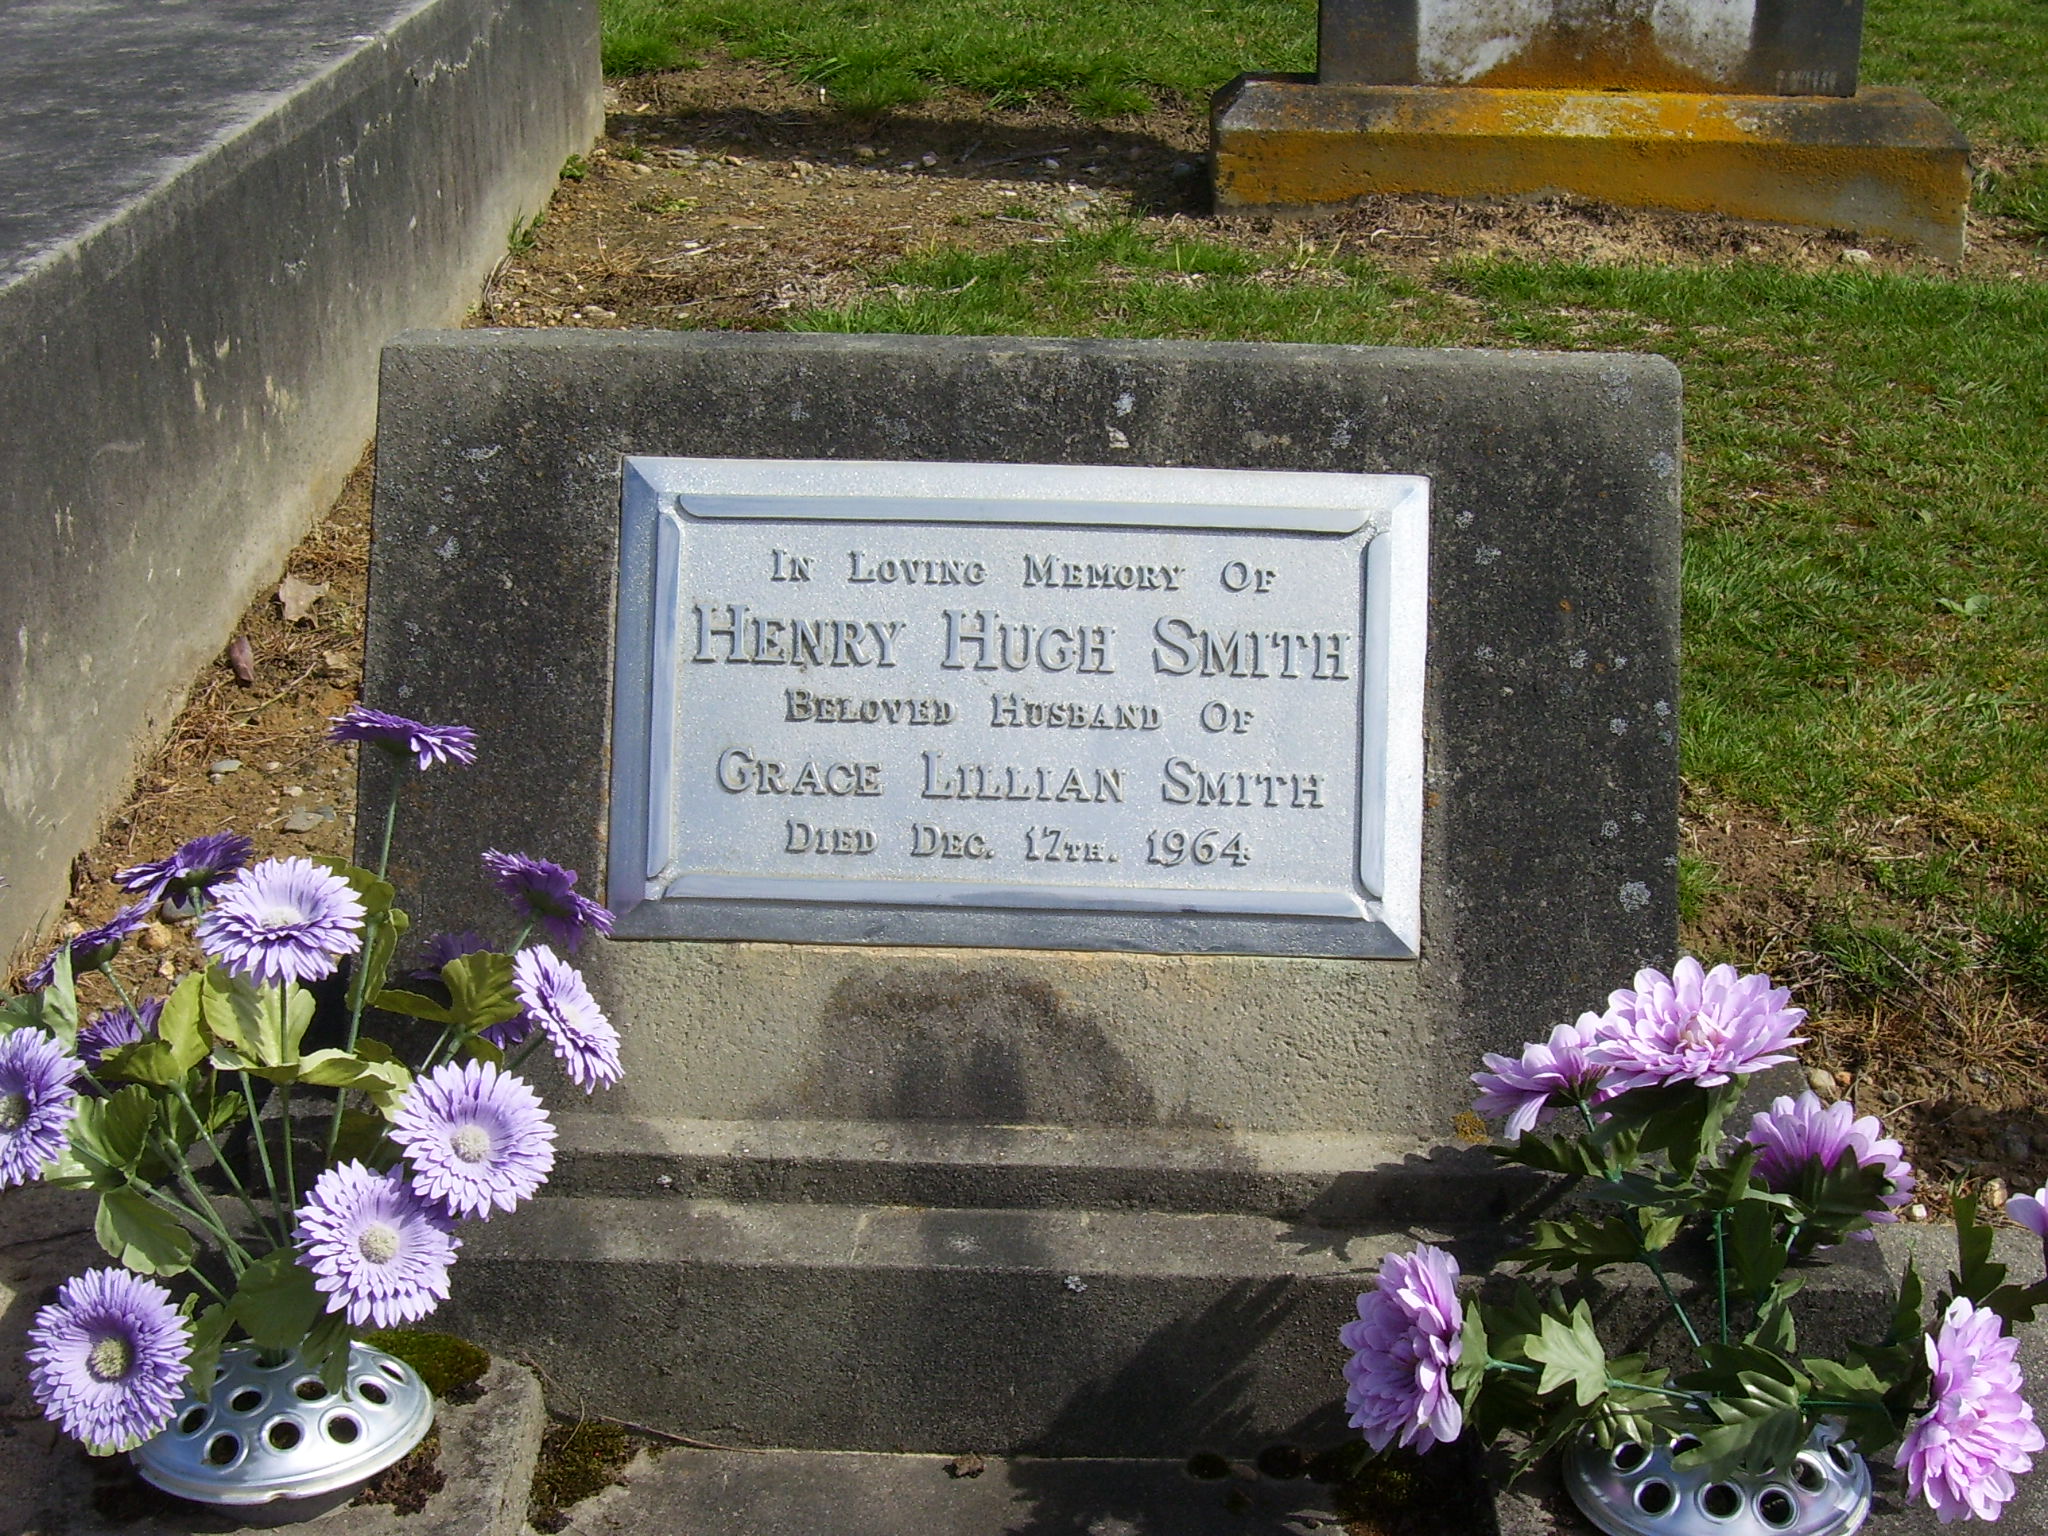 In Loving Memory Of
Henry Hugh Smith
Beloved Husband Of
Grace Lillian Smith
Died Dec. 17th. 1964